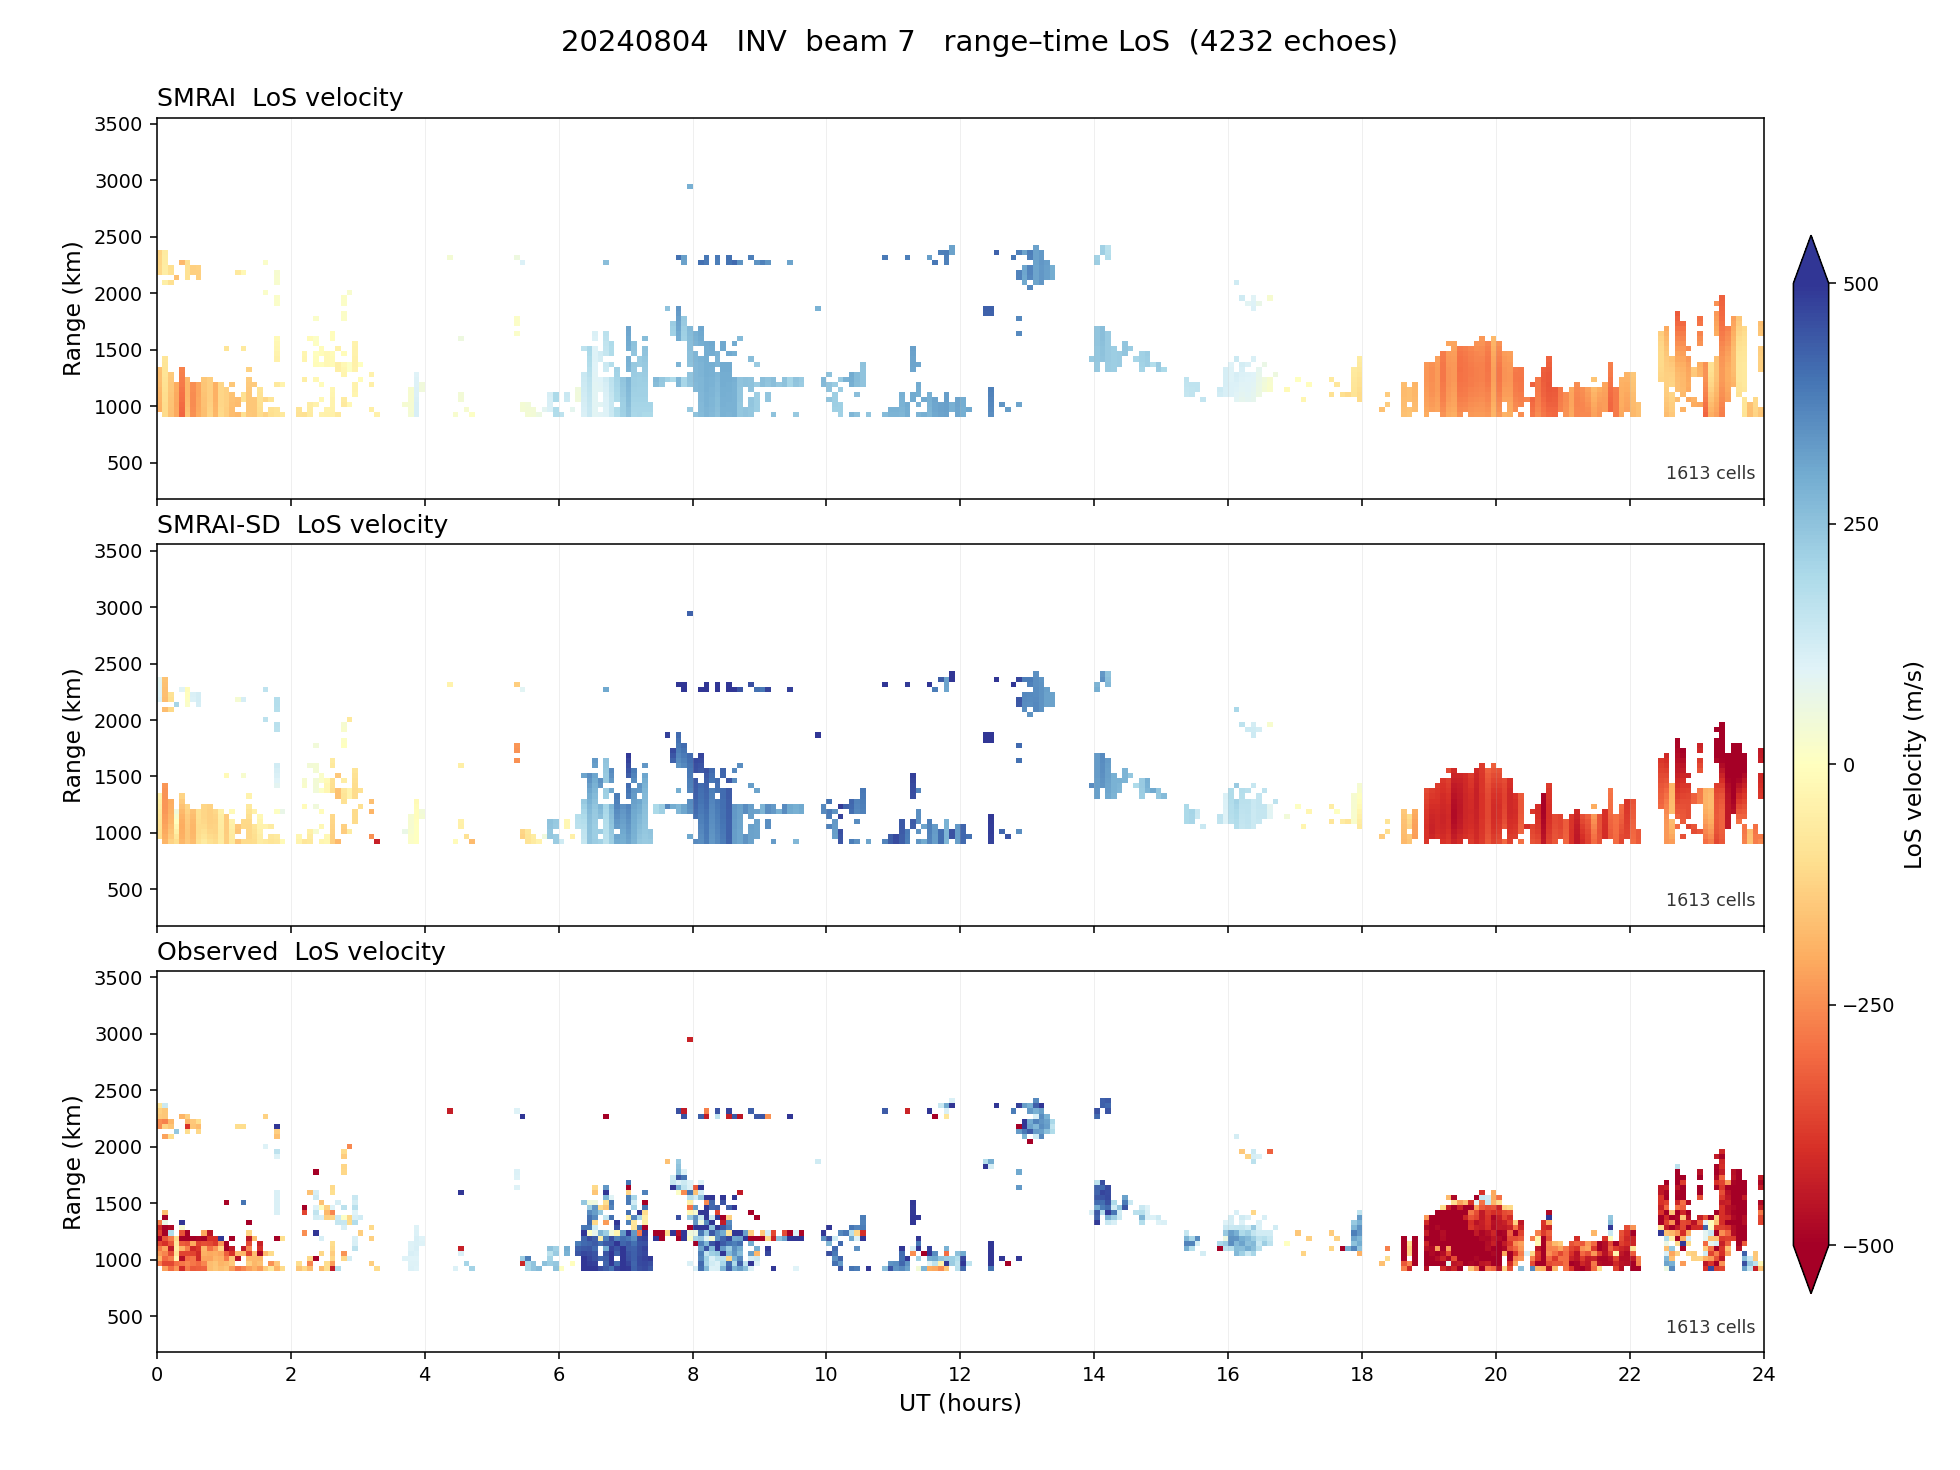 20240804   INV  beam 7   range–time LoS  (4232 echoes)
SMRAI  LoS velocity
3500
3000
2500
2000
1500
1000
500
Range (km)
1613 cells
SMRAI-SD  LoS velocity
3500
3000
2500
2000
1500
1000
500
Range (km)
1613 cells
Observed  LoS velocity
3500
3000
2500
2000
1500
1000
500
Range (km)
1613 cells
0 2 4 6 8 10 12 14 16 18 20 22 24
UT (hours)
500
250
0
−250
−500
LoS velocity (m/s)